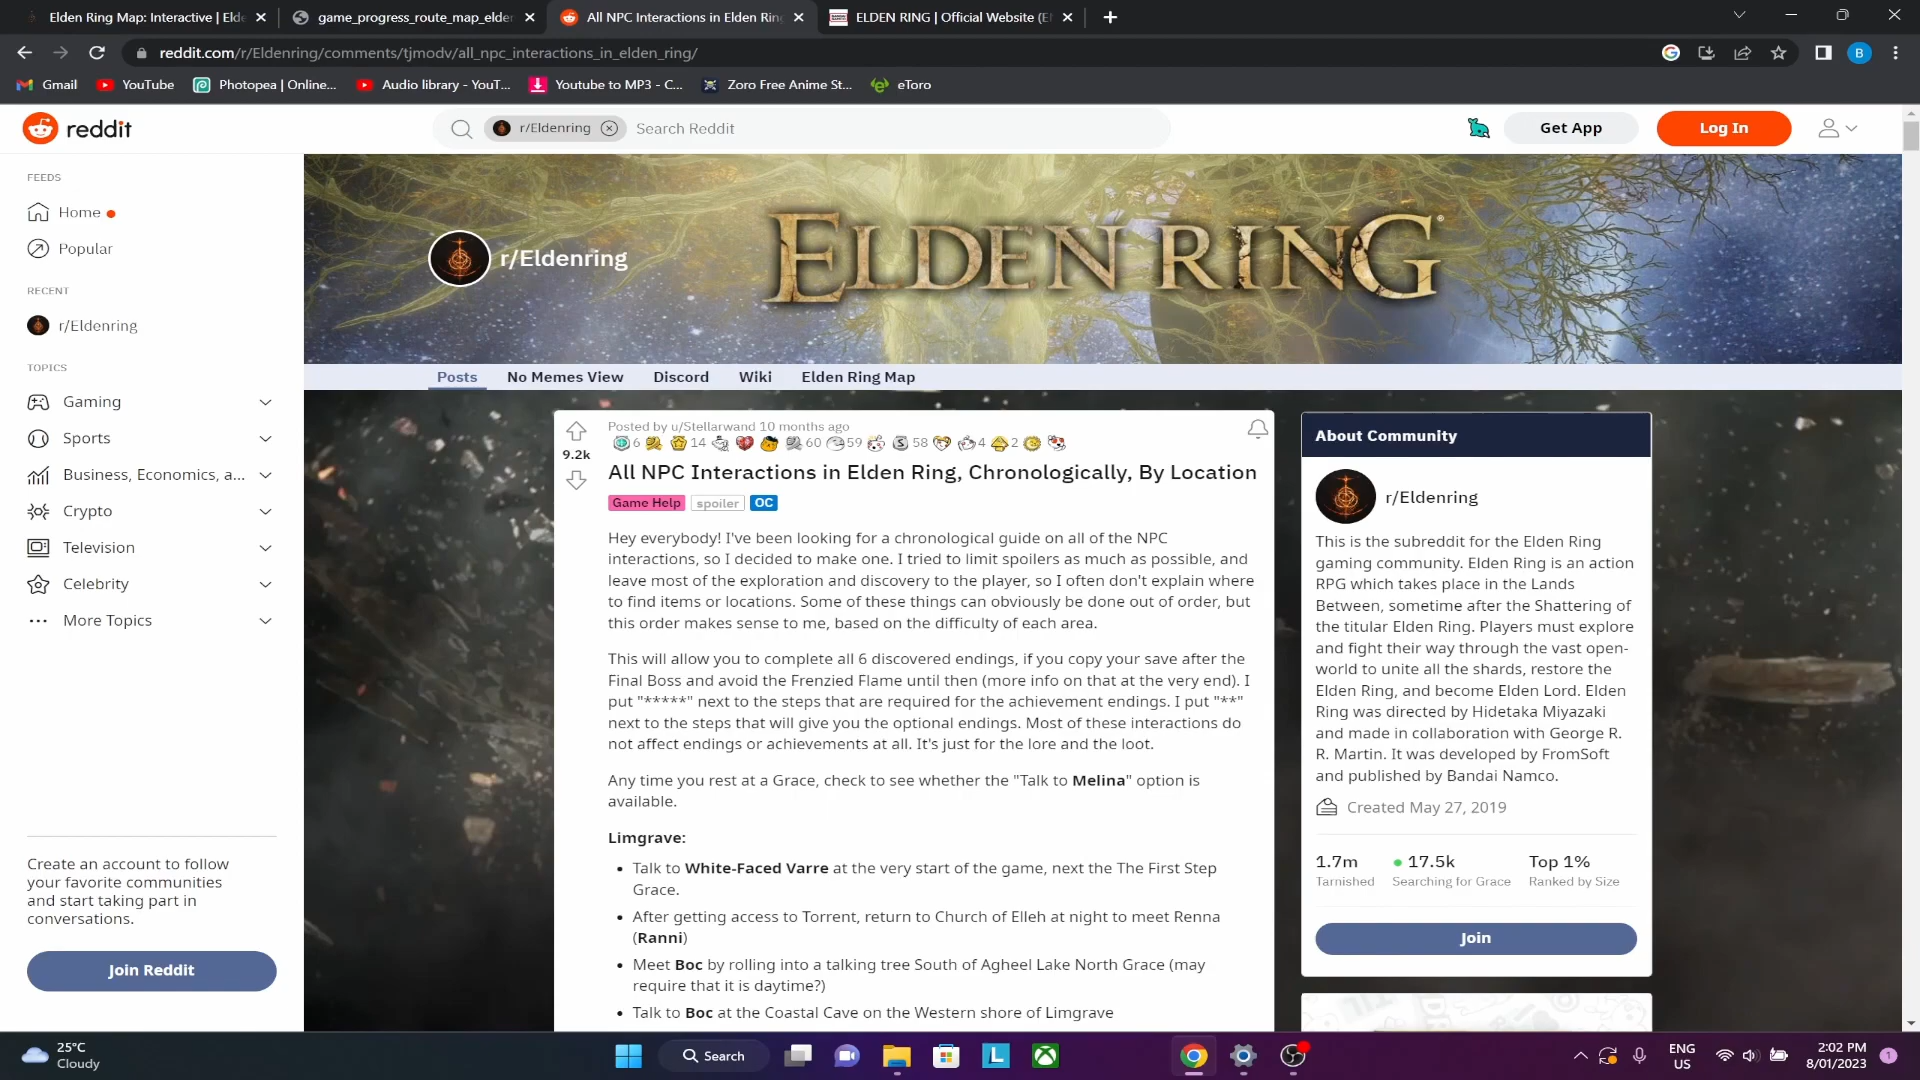 Elden Ring Map: Interactive | Eld
game_progress_route_map_elder
All NPC Interactions in Elden Rin
ELDEN RING | Official Website (E
reddit.com/r/Eldenring/comments/tjmodv/all_npc_interactions_in_elden_ring/
B
Gmail
YouTube
Photopea | Online...
Audio library - YouT...
Youtube to MP3 - C...
Zoro Free Anime St...
eToro
reddit
r/Eldenring
Search Reddit
Get App
Log In
FEEDS
Home
Popular
RECENT
r/Eldenring
TOPICS
Gaming
Sports
Business, Economics, a...
Crypto
Television
Celebrity
More Topics
Create an account to follow
your favorite communities
and start taking part in
conversations.
Join Reddit
r/Eldenring
ELDEN RING®
Posts
No Memes View
Discord
Wiki
Elden Ring Map
9.2k
Posted by u/Stellarwand 10 months ago
6 14 60 59 S 58 4 2
All NPC Interactions in Elden Ring, Chronologically, By Location
Game Help spoiler OC
Hey everybody! I've been looking for a chronological guide on all of the NPC
interactions, so I decided to make one. I tried to limit spoilers as much as possible, and
leave most of the exploration and discovery to the player, so I often don't explain where
to find items or locations. Some of these things can obviously be done out of order, but
this order makes sense to me, based on the difficulty of each area.
This will allow you to complete all 6 discovered endings, if you copy your save after the
Final Boss and avoid the Frenzied Flame until then (more info on that at the very end). I
put "*****" next to the steps that are required for the achievement endings. I put "**"
next to the steps that will give you the optional endings. Most of these interactions do
not affect endings or achievements at all. It's just for the lore and the loot.
Any time you rest at a Grace, check to see whether the "Talk to Melina" option is
available.
Limgrave:
• Talk to White-Faced Varre at the very start of the game, next the The First Step
Grace.
• After getting access to Torrent, return to Church of Elleh at night to meet Renna
(Ranni)
• Meet Boc by rolling into a talking tree South of Agheel Lake North Grace (may
require that it is daytime?)
• Talk to Boc at the Coastal Cave on the Western shore of Limgrave
About Community
r/Eldenring
This is the subreddit for the Elden Ring
gaming community. Elden Ring is an action
RPG which takes place in the Lands
Between, sometime after the Shattering of
the titular Elden Ring. Players must explore
and fight their way through the vast open-
world to unite all the shards, restore the
Elden Ring, and become Elden Lord. Elden
Ring was directed by Hidetaka Miyazaki
and made in collaboration with George R.
R. Martin. It was developed by FromSoft
and published by Bandai Namco.
Created May 27, 2019
1.7m 17.5k Top 1%
Tarnished Searching for Grace Ranked by Size
Join
25°C
Cloudy
Search
L
ENG
US
2:02 PM
8/01/2023
1